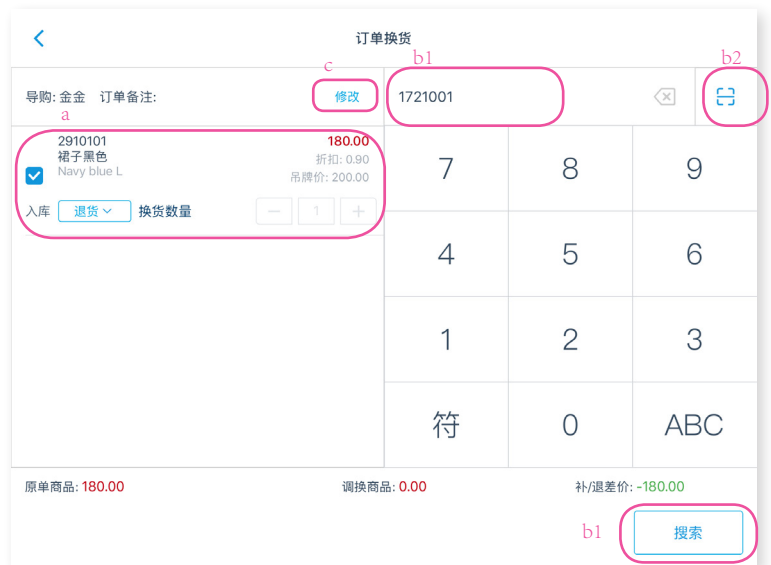 订单换货
c
b1
b2
导购: 金金 订单备注:
修改
1721001
a
2910101
180.00
裙子黑色
折扣: 0.90
Navy blue L
吊牌价: 200.00
入库 退货 换货数量
− 1 +
7 8 9
4 5 6
1 2 3
符 0 ABC
原单商品: 180.00
调换商品: 0.00
补/退差价: -180.00
b1
搜索